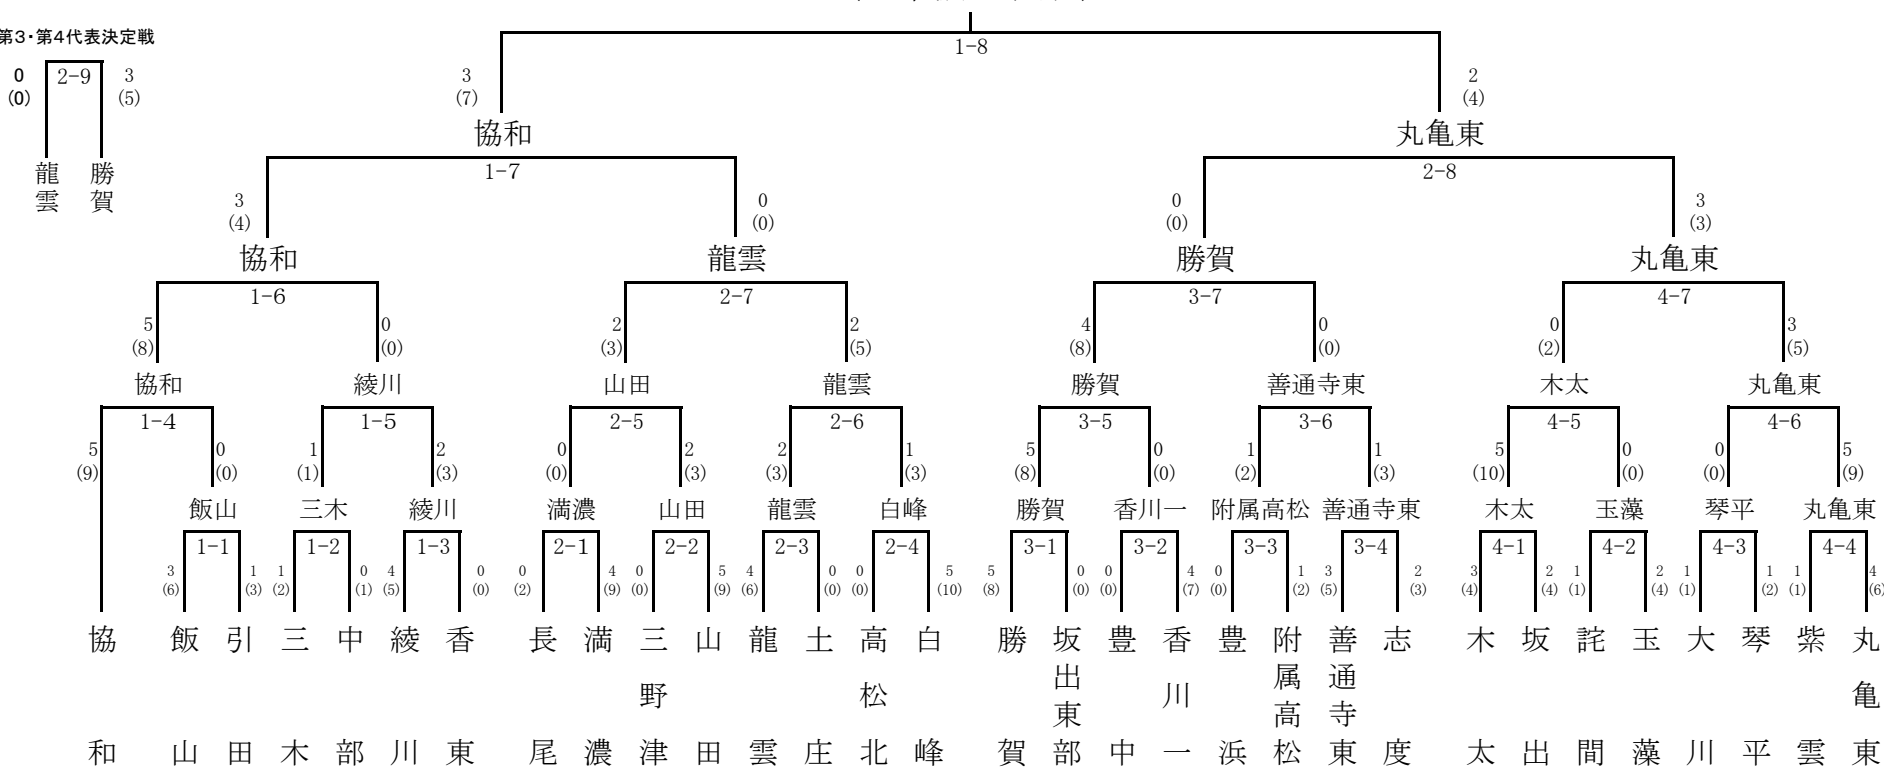 1-8
第3・第4代表決定戦
0 2-9 3 3 2
(0) (5) (7) (4)
協和 丸亀東
龍雲 勝賀 1-7 2-8
3 0 0 3
(4) (0) (0) (3)
協和 龍雲 勝賀 丸亀東
1-6 2-7 3-7 4-7
5 0 2 2 4 0 0 3
(8) (0) (3) (5) (8) (0) (2) (5)
協和 綾川 山田 龍雲 勝賀 善通寺東 木太 丸亀東
1-4 1-5 2-5 2-6 3-5 3-6 4-5 4-6
5 0 1 2 0 2 2 1 5 0 1 1 5 0 0 5
(9) (0) (1) (3) (0) (3) (3) (3) (8) (0) (2) (3) (10) (0) (0) (9)
飯山 三木 綾川 満濃 山田 龍雲 白峰 勝賀 香川一 附属高松 善通寺東 木太 玉藻 琴平 丸亀東
1-1 1-2 1-3 2-1 2-2 2-3 2-4 3-1 3-2 3-3 3-4 4-1 4-2 4-3 4-4
3 1 1 0 4 0 0 4 0 5 4 0 0 5 5 0 0 4 0 1 3 2 3 2 1 2 1 1 1 4
(6) (3) (2) (1) (5) (0) (2) (9) (0) (9) (6) (0) (0) (10) (8) (0) (0) (7) (0) (2) (5) (3) (4) (4) (1) (4) (1) (2) (1) (6)
協和 飯山 引田 三木 中部 綾川 香東 長尾 満濃 三野津 山田 龍雲 土庄 高松北 白峰 勝賀 坂出東部 豊中 香川一 豊浜 附属高松 善通寺東 志度 木太 坂出 詫間 玉藻 大川 琴平 紫雲 丸亀東